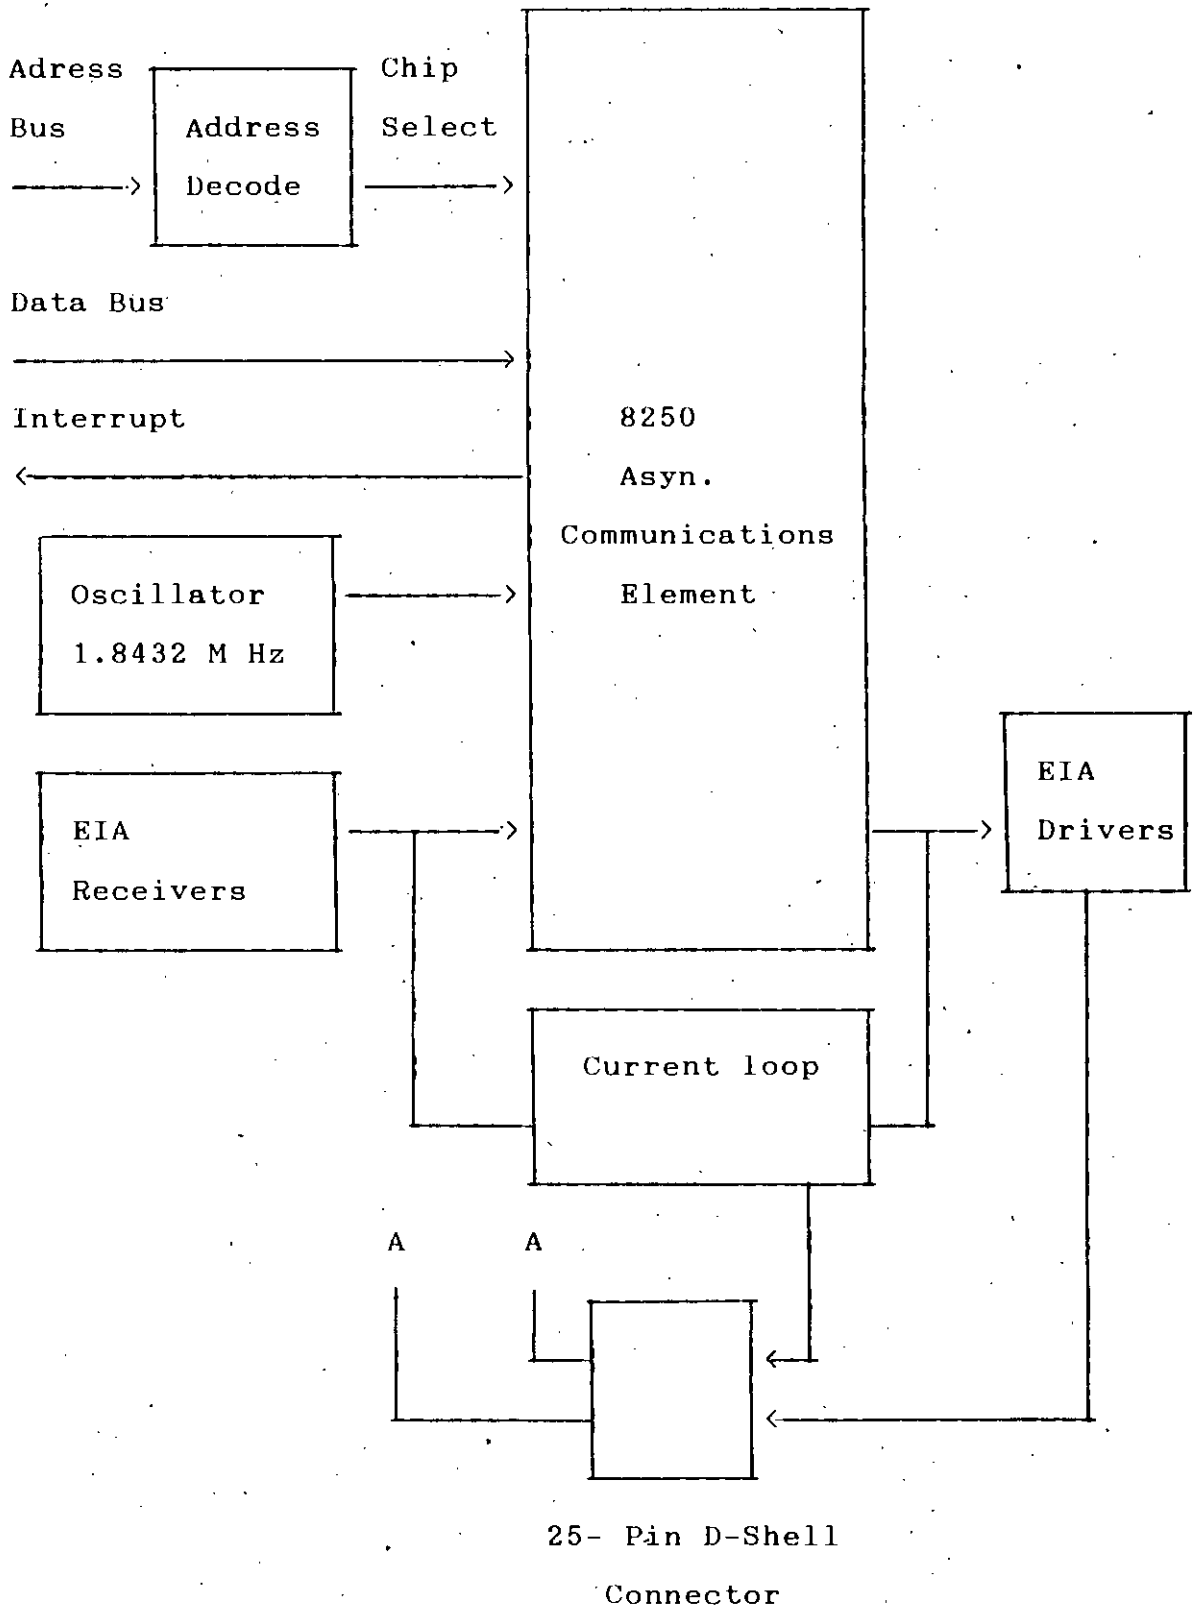 Adress
Bus
Address
Decode
Chip
Select
Data Bus
Interrupt
8250
Asyn.
Communications
Element
Oscillator
1.8432 M Hz
EIA
Receivers
EIA
Drivers
Current loop
A
A
25- Pin D-Shell
Connector